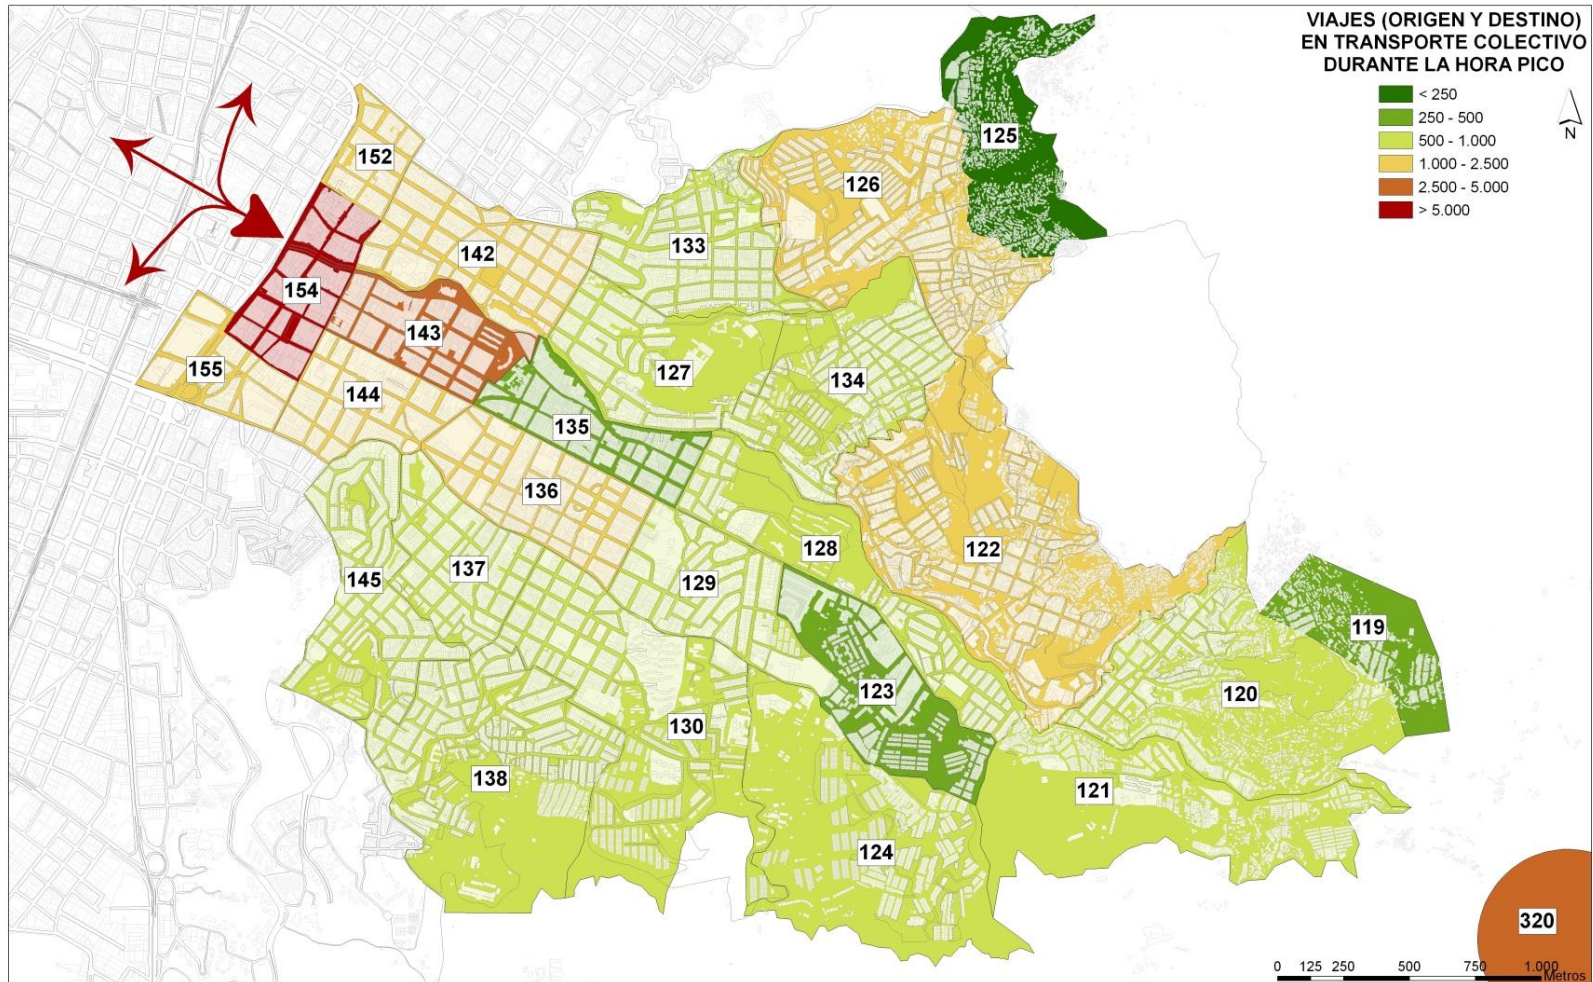 VIAJES (ORIGEN Y DESTINO)
EN TRANSPORTE COLECTIVO
DURANTE LA HORA PICO
< 250
250 - 500
500 - 1.000
1.000 - 2.500
2.500 - 5.000
> 5.000
N
125
152
126
133
142
154
143
155
127
134
144
135
136
128
122
137
145
129
119
123
120
130
138
121
124
320
0 125 250 500 750 1.000
Metros